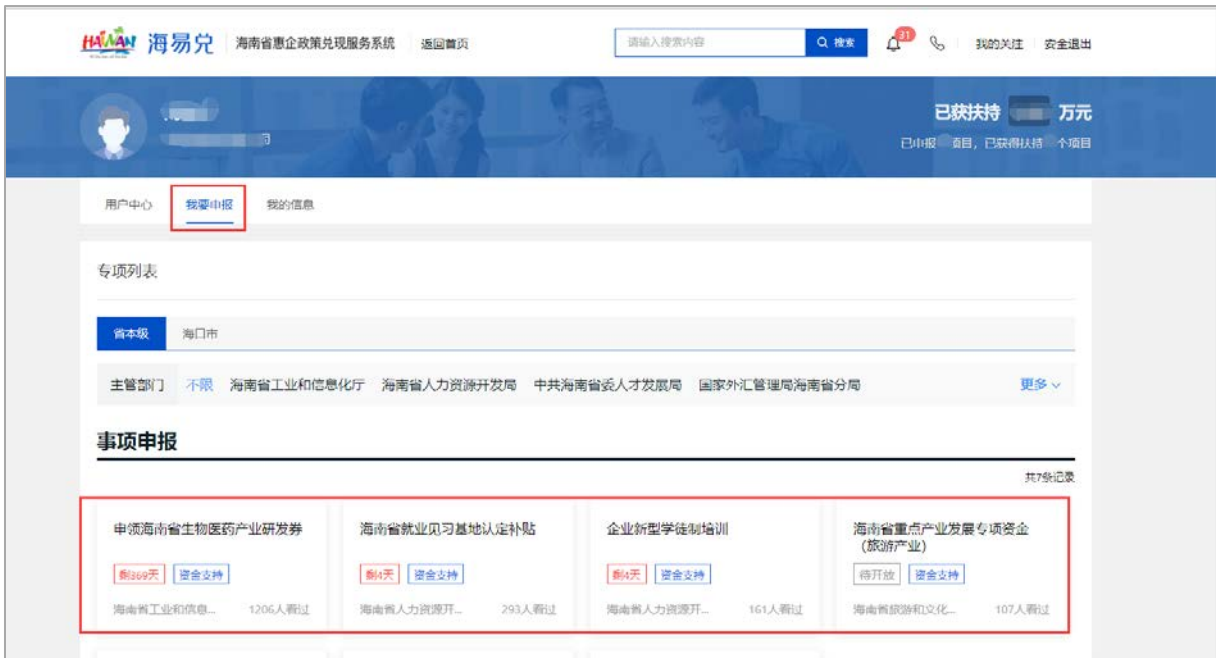 HAINAN 海易兑 海南省惠企政策兑现服务系统 返回首页 请输入搜索内容 搜索 31 我的关注 安全退出
已获扶持 万元
已申报 项目，已获得扶持 个项目
用户中心 我要申报 我的信息
专项列表
省本级 海口市
主管部门 不限 海南省工业和信息化厅 海南省人力资源开发局 中共海南省委人才发展局 国家外汇管理局海南省分局 更多
事项申报
共7条记录
申领海南省生物医药产业研发券 海南省就业见习基地认定补贴 企业新型学徒制培训 海南省重点产业发展专项资金
（旅游产业）
剩369天 资金支持 剩4天 资金支持 剩4天 资金支持 待开放 资金支持
海南省工业和信息... 1206人看过 海南省人力资源开... 293人看过 海南省人力资源开... 161人看过 海南省旅游和文化... 107人看过